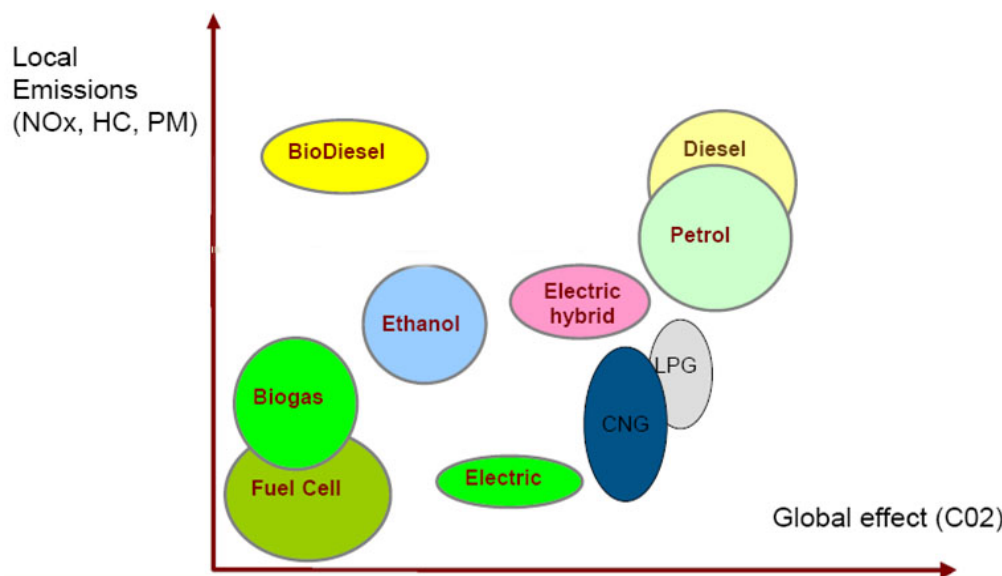 Local
Emissions
(NOx, HC, PM)
BioDiesel
Diesel
Petrol
Electric
hybrid
Ethanol
LPG
Biogas
CNG
Electric
Fuel Cell
Global effect (C02)